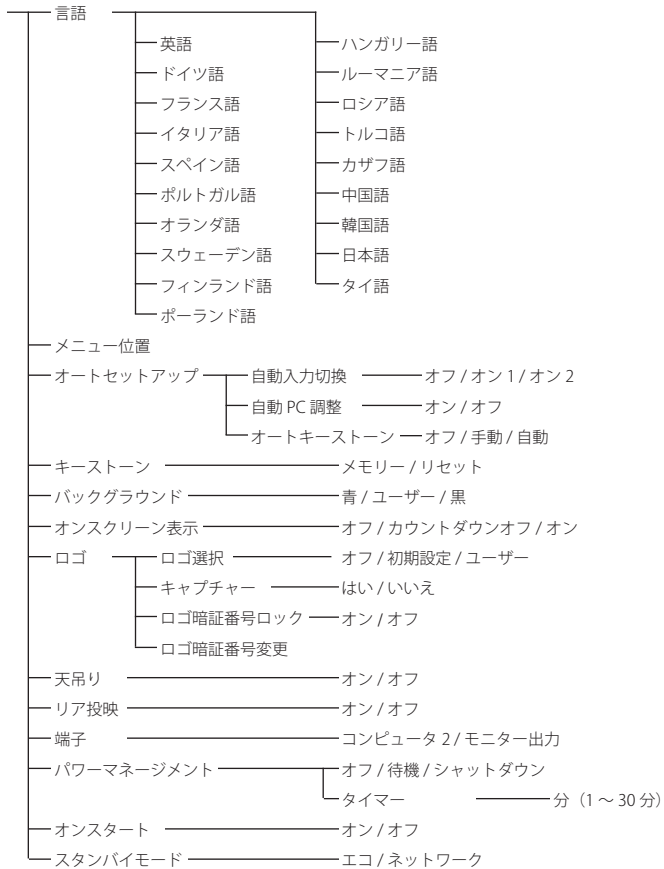 言語
英語 ハンガリー語
ドイツ語 ルーマニア語
フランス語 ロシア語
イタリア語 トルコ語
スペイン語 カザフ語
ポルトガル語 中国語
オランダ語 韓国語
スウェーデン語 日本語
フィンランド語 タイ語
ポーランド語
メニュー位置
オートセットアップ 自動入力切換 オフ / オン 1 / オン 2
自動 PC 調整 オン / オフ
オートキーストーン オフ / 手動 / 自動
キーストーン メモリー / リセット
バックグラウンド 青 / ユーザー / 黒
オンスクリーン表示 オフ / カウントダウンオフ / オン
ロゴ ロゴ選択 オフ / 初期設定 / ユーザー
キャプチャー はい / いいえ
ロゴ暗証番号ロック オン / オフ
ロゴ暗証番号変更
天吊り オン / オフ
リア投映 オン / オフ
端子 コンピュータ 2 / モニター出力
パワーマネージメント オフ / 待機 / シャットダウン
タイマー 分（1 ～ 30 分）
オンスタート オン / オフ
スタンバイモード エコ / ネットワーク